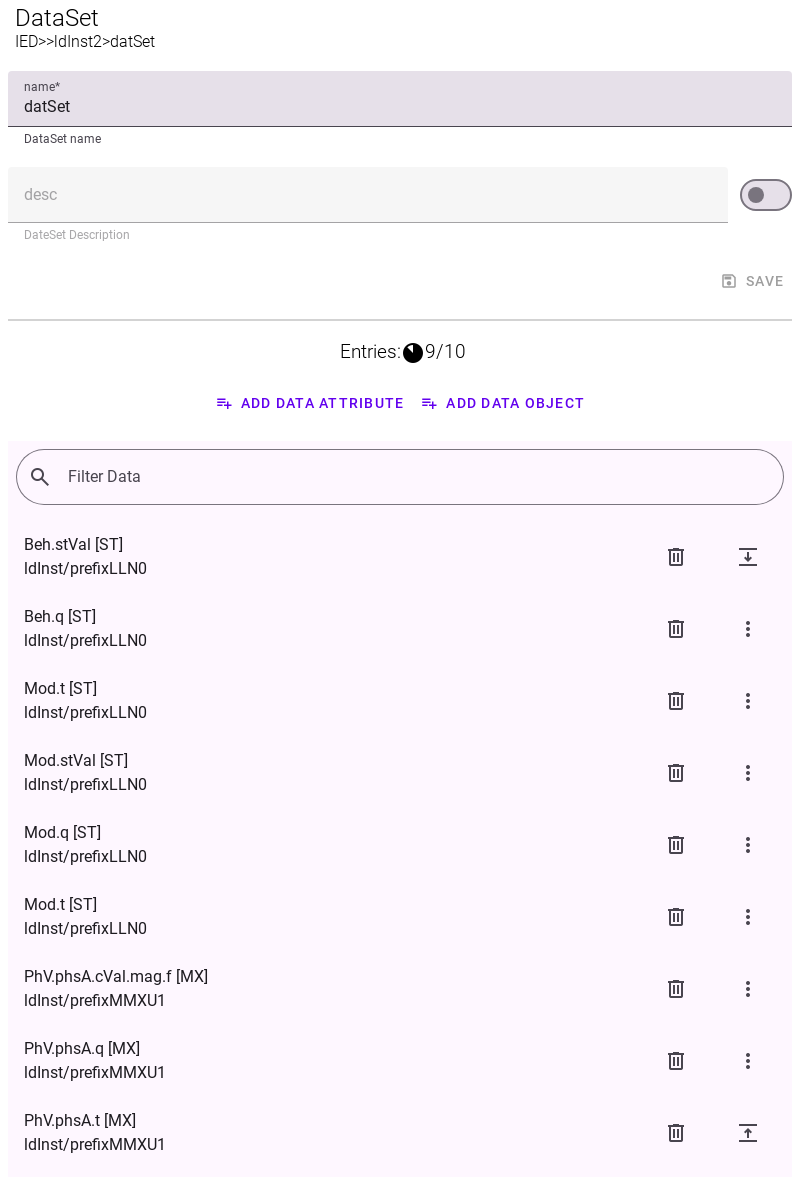 DataSet
IED>>ldInst2>datSet
name*
datSet
DataSet name
desc
DateSet Description
SAVE
Entries: 9/10
ADD DATA ATTRIBUTE ADD DATA OBJECT
Filter Data
Beh.stVal [ST]
ldInst/prefixLLN0
Beh.q [ST]
ldInst/prefixLLN0
Mod.t [ST]
ldInst/prefixLLN0
Mod.stVal [ST]
ldInst/prefixLLN0
Mod.q [ST]
ldInst/prefixLLN0
Mod.t [ST]
ldInst/prefixLLN0
PhV.phsA.cVal.mag.f [MX]
ldInst/prefixMMXU1
PhV.phsA.q [MX]
ldInst/prefixMMXU1
PhV.phsA.t [MX]
ldInst/prefixMMXU1